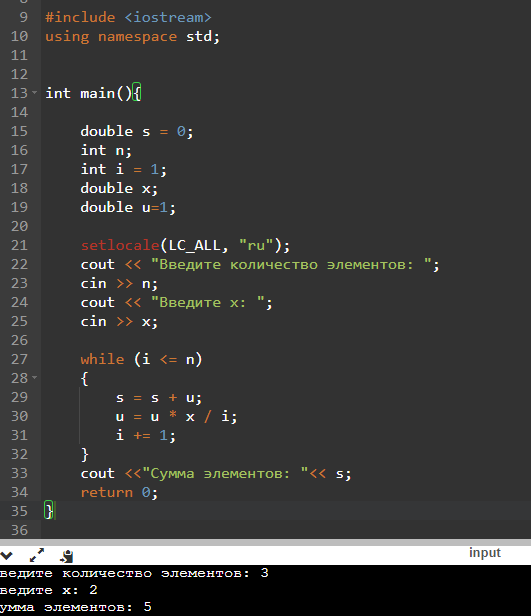 9 #include <iostream>
10 using namespace std;
11
12
13 int main(){
14
15 double s = 0;
16 int n;
17 int i = 1;
18 double x;
19 double u=1;
20
21 setlocale(LC_ALL, "ru");
22 cout << "Введите количество элементов: ";
23 cin >> n;
24 cout << "Введите x: ";
25 cin >> x;
26
27 while (i <= n)
28 {
29 s = s + u;
30 u = u * x / i;
31 i += 1;
32 }
33 cout <<"Сумма элементов: "<< s;
34 return 0;
35 }
36
input
ведите количество элементов: 3
ведите x: 2
умма элементов: 5